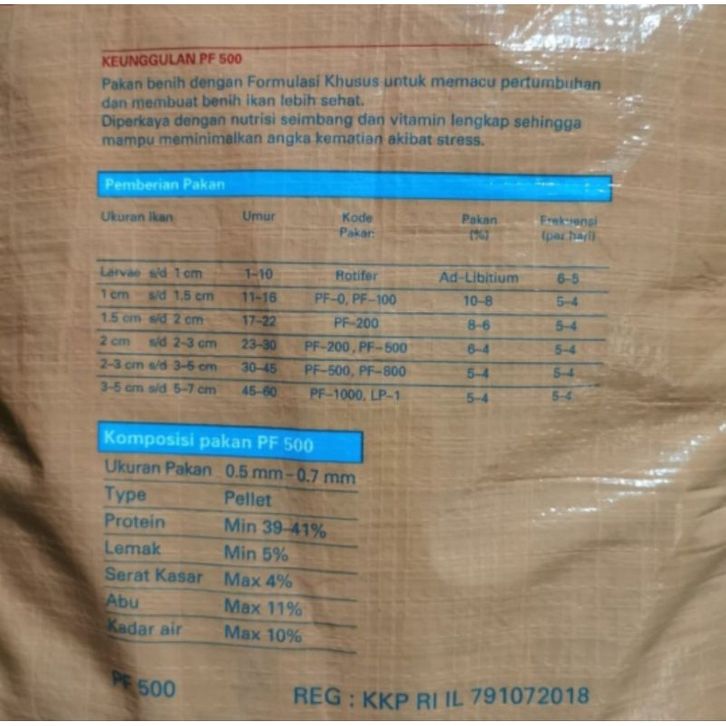 KEUNGGULAN PF 500
Pakan benih dengan Formulasi Khusus untuk memacu pertumbuhan
dan membuat benih ikan lebih sehat.
Diperkaya dengan nutrisi seimbang dan vitamin lengkap sehingga
mampu meminimalkan angka kematian akibat stress.
Pemberian Pakan
Ukuran Ikan Umur Kode Pakan Frekuensi
Pakan (%) (per hari)
Larvae s/d 1 cm 1-10 Rotifer Ad-Libitium 6-5
1 cm s/d 1.5 cm 11-16 PF-0, PF-100 10-8 5-4
1.5 cm s/d 2 cm 17-22 PF-200 8-6 5-4
2 cm s/d 2-3 cm 23-30 PF-200, PF-500 6-4 5-4
2-3 cm s/d 3-5 cm 30-45 PF-500, PF-800 5-4 5-4
3-5 cm s/d 5-7 cm 45-60 PF-1000, LP-1 5-4 5-4
Komposisi pakan PF 500
Ukuran Pakan 0.5 mm - 0.7 mm
Type Pellet
Protein Min 39-41%
Lemak Min 5%
Serat Kasar Max 4%
Abu Max 11%
Kadar air Max 10%
PF 500 REG : KKP RI IL 791072018